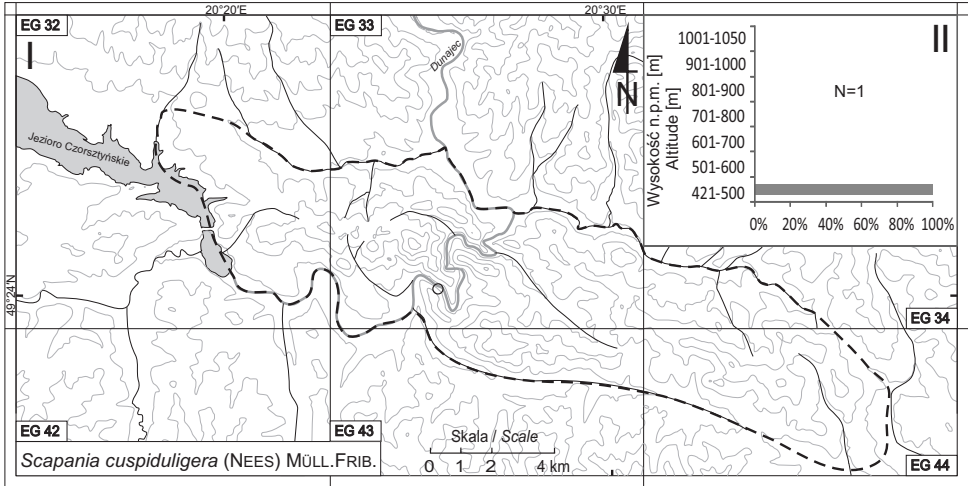 20°20'
20°30'
EG 32
EG 33
I
II
Dunajec
N
Jezioro Czorsztyńskie
49°24'N
Wysokość n.p.m. [m]
Altitude [m]
1001-1050
901-1000
801-900
701-800
601-700
501-600
421-500
N=1
0% 20% 40% 60% 80% 100%
EG 34
EG 42
EG 43
EG 44
Skala / Scale
0 1 2 4 km
Scapania cuspiduligera (NEES) MÜLL.FRIB.